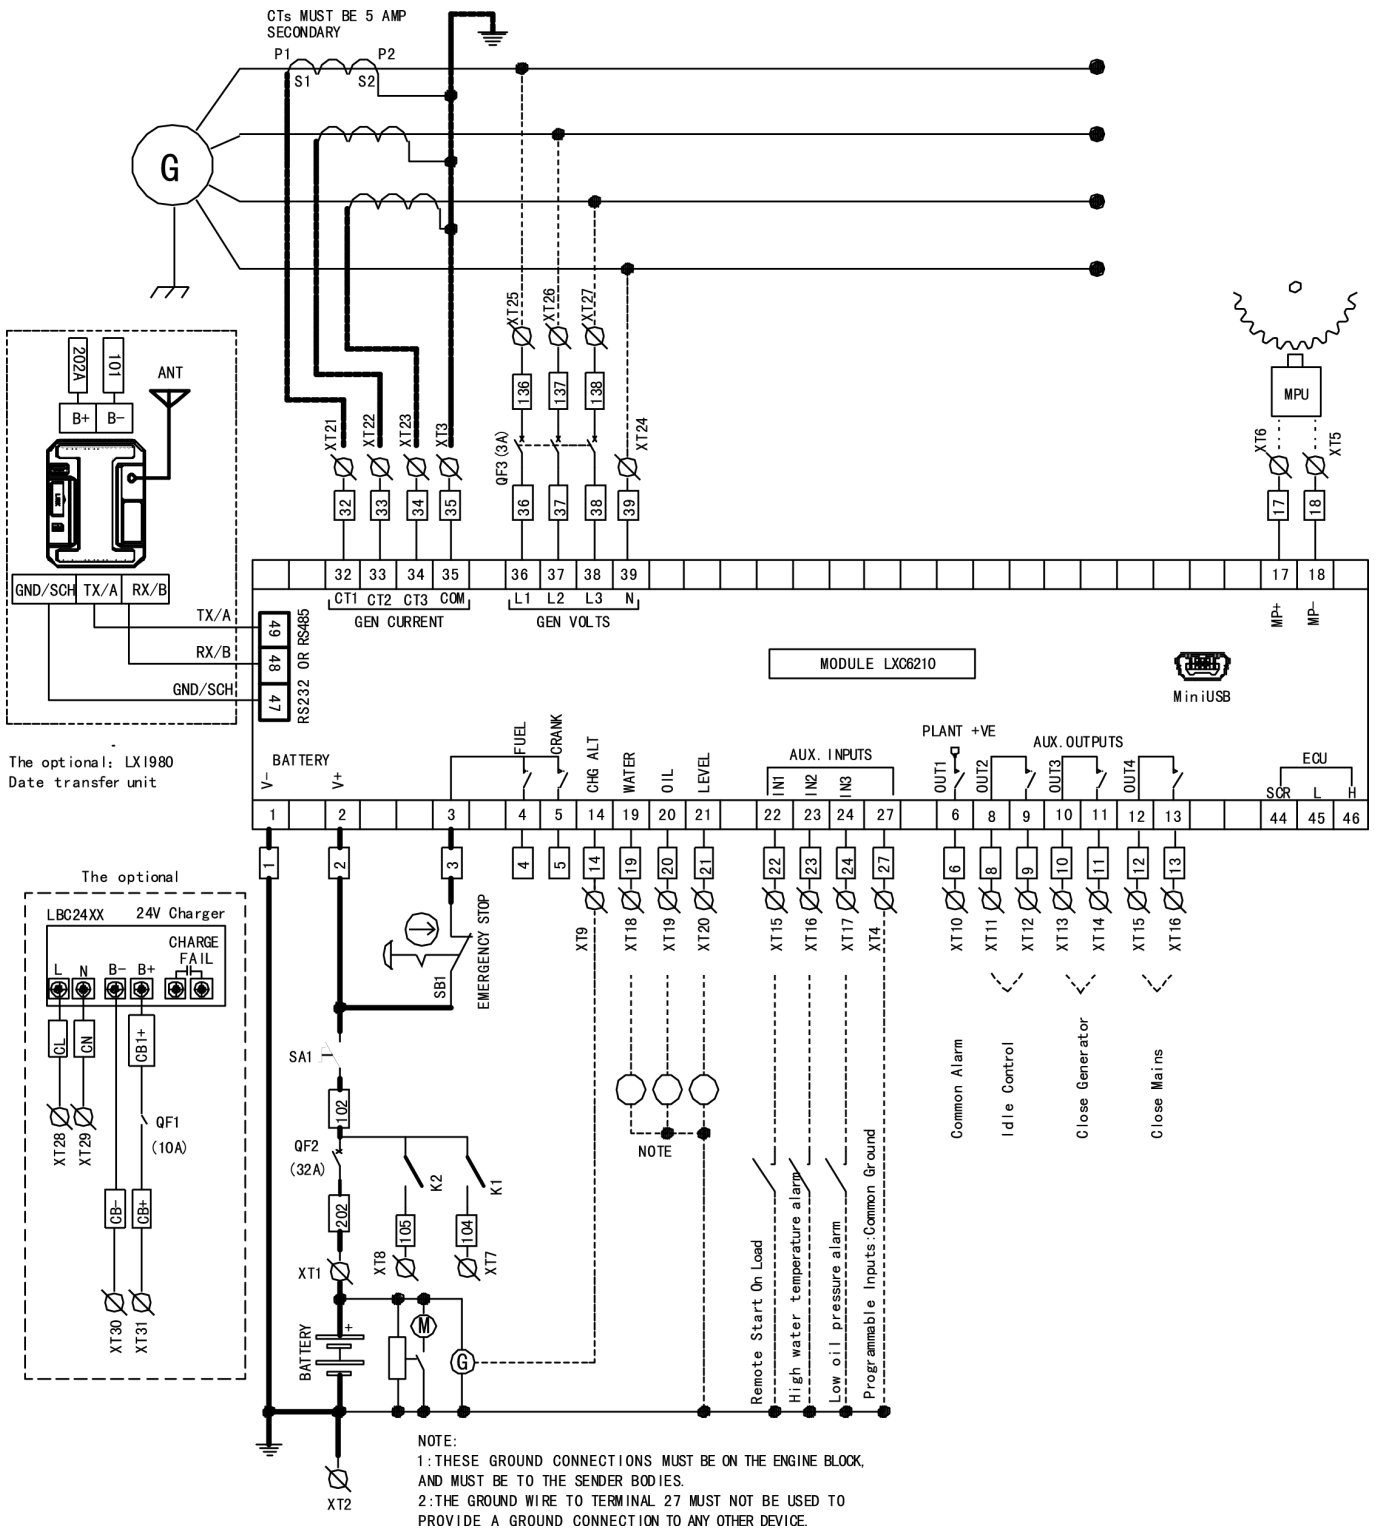 CTs MUST BE 5 AMP
SECONDARY
P1 P2
S1 S2
G
XT25 XT26 XT27
136 137 138
QF3(3A)
XT21 XT22 XT23 XT3 XT24
32 33 34 35 36 37 38 39
MPU
XT6 XT5
17 18
202A 101
ANT
B+ B-
GND/SCH TX/A RX/B
TX/A
RX/B
GND/SCH
49 48 47
RS232 OR RS485
The optional: LXI980
Date transfer unit
32 33 34 35 36 37 38 39 17 18
CT1 CT2 CT3 COM L1 L2 L3 N
GEN CURRENT GEN VOLTS
MP+ MP-
MODULE LXC6210
MiniUSB
BATTERY
V- V+
FUEL CRANK CHG ALT WATER OIL LEVEL
AUX. INPUTS
IN1 IN2 IN3
PLANT +VE
AUX.OUTPUTS
OUT1 OUT2 OUT3 OUT4
ECU
SCR L H
1 2 3 4 5 14 19 20 21 22 23 24 27 6 8 9 10 11 12 13 44 45 46
1 2 3 4 5 14 19 20 21 22 23 24 27 6 8 9 10 11 12 13
XT9 XT18 XT19 XT20 XT15 XT16 XT17 XT4 XT10 XT11 XT12 XT13 XT14 XT15 XT16
The optional
LBC24XX 24V Charger
CHARGE
FAIL
L N B- B+
CL CN CB1+
XT28 XT29
QF1
(10A)
CB- CB+
XT30 XT31
EMERGENCY STOP
SB1
SA1
102
QF2
(32A)
202
XT1
K2 K1
105 104
XT8 XT7
BATTERY
+
M
G
NOTE
Remote Start On Load
High water temperature alarm
Low oil pressure alarm
Programmable Inputs:Common Ground
Common Alarm
Idle Control
Close Generator
Close Mains
XT2
NOTE:
1:THESE GROUND CONNECTIONS MUST BE ON THE ENGINE BLOCK,
AND MUST BE TO THE SENDER BODIES.
2:THE GROUND WIRE TO TERMINAL 27 MUST NOT BE USED TO
PROVIDE A GROUND CONNECTION TO ANY OTHER DEVICE.